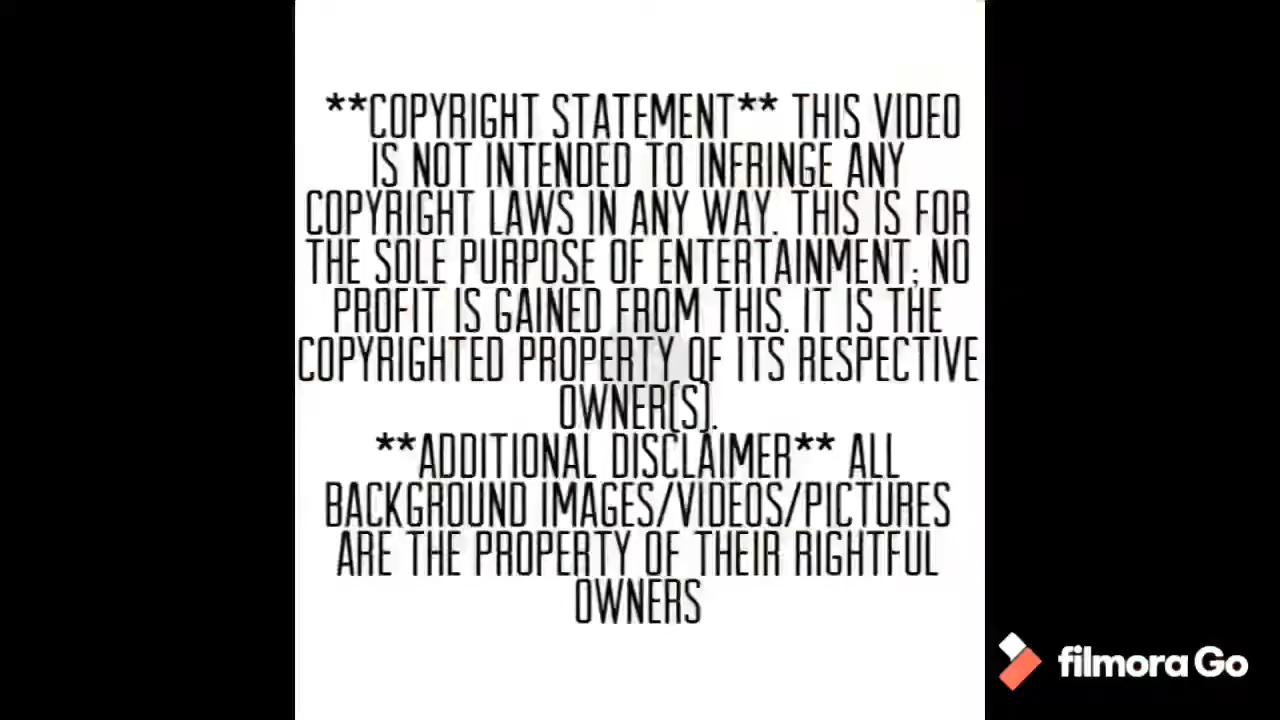 **COPYRIGHT STATEMENT** THIS VIDEO
IS NOT INTENDED TO INFRINGE ANY
COPYRIGHT LAWS IN ANY WAY. THIS IS FOR
THE SOLE PURPOSE OF ENTERTAINMENT; NO
PROFIT IS GAINED FROM THIS. IT IS THE
COPYRIGHTED PROPERTY OF ITS RESPECTIVE
OWNER(S).
**ADDITIONAL DISCLAIMER** ALL
BACKGROUND IMAGES/VIDEOS/PICTURES
ARE THE PROPERTY OF THEIR RIGHTFUL
OWNERS
filmora Go